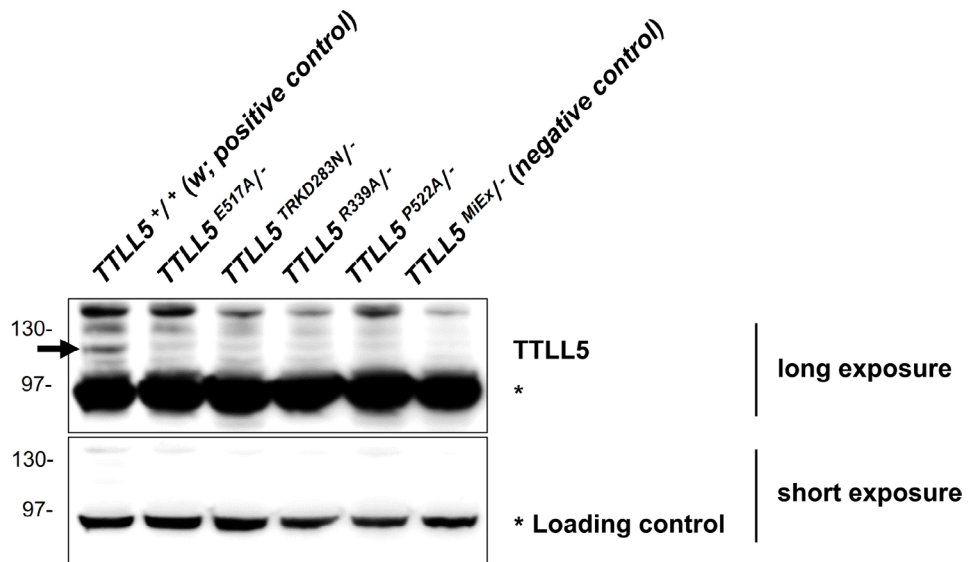 TTLL5 +/+ (w; positive control)
TTLL5 E517A/-
TTLL5 TRKD283N/-
TTLL5 R339A/-
TTLL5 P522A/-
TTLL5 MiEx/- (negative control)
130-
TTLL5
97-
*
long exposure
130-
97-
* Loading control
short exposure